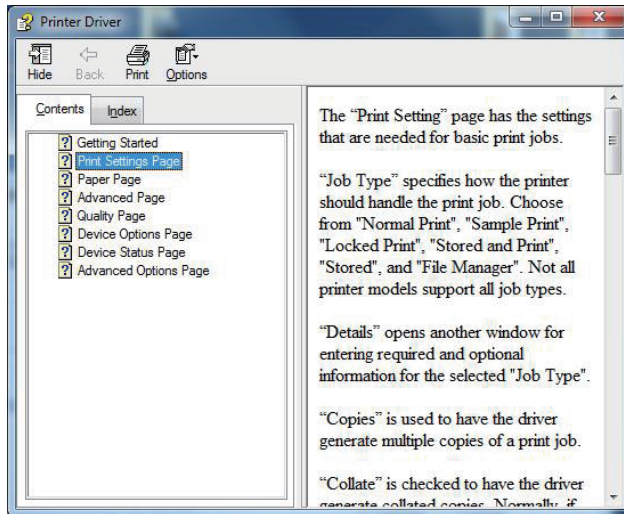 Printer Driver
Hide Back Print Options
Contents Index
Getting Started
Print Settings Page
Paper Page
Advanced Page
Quality Page
Device Options Page
Device Status Page
Advanced Options Page
The “Print Setting” page has the settings
that are needed for basic print jobs.
“Job Type” specifies how the printer
should handle the print job. Choose
from "Normal Print", "Sample Print",
"Locked Print", "Stored and Print",
"Stored", and "File Manager". Not all
printer models support all job types.
“Details” opens another window for
entering required and optional
information for the selected "Job Type".
“Copies” is used to have the driver
generate multiple copies of a print job.
“Collate” is checked to have the driver
generate collated copies. Normally, if